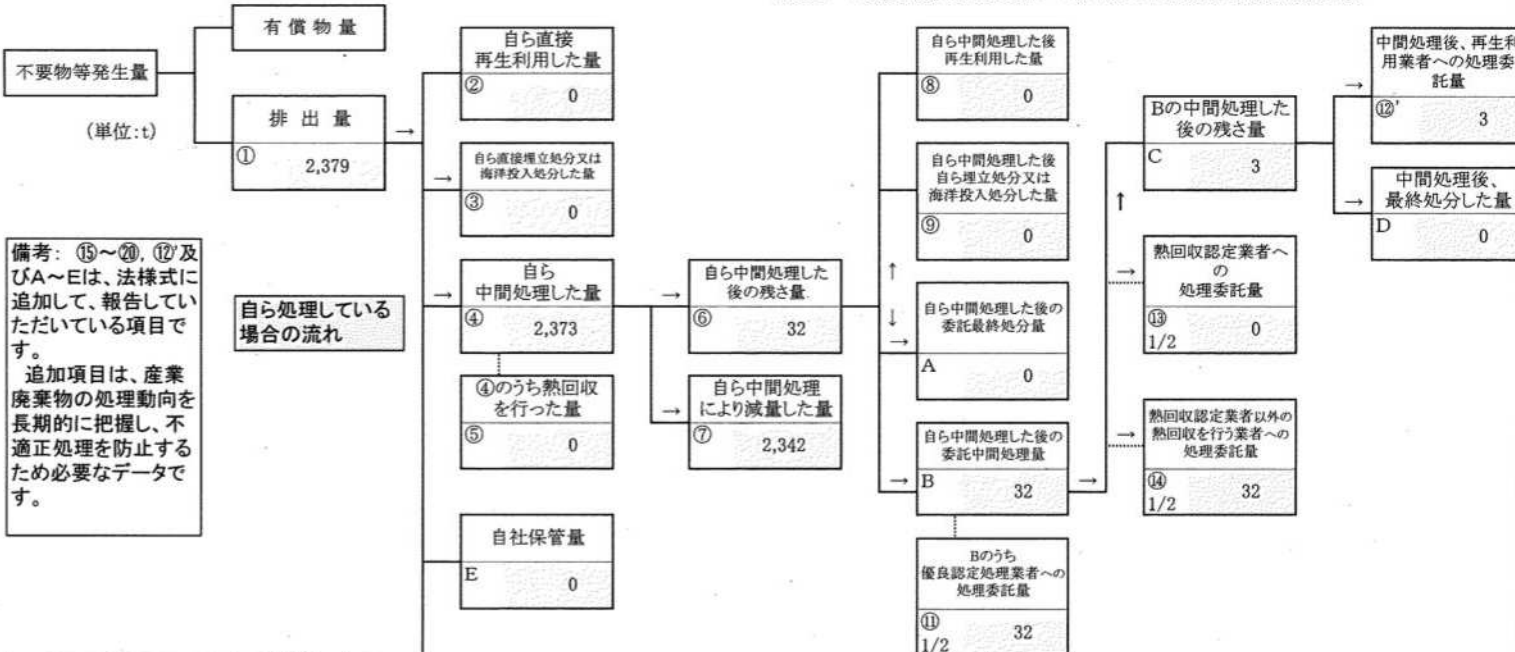 有 償 物 量
不要物等発生量
(単位:t)
排 出 量
①
2,379
→
備考: ⑮～⑳, ⑫'及
びA～Eは、法様式に
追加して、報告してい
ただいている項目で
す。
追加項目は、産業
廃棄物の処理動向を
長期的に把握し、不
適正処理を防止する
ため必要なデータで
す。
自ら処理している
場合の流れ
自ら直接
再生利用した量
②
0
→
自ら直接埋立処分又は
海洋投入処分した量
③
0
→
自ら
中間処理した量
④
2,373
④のうち熱回収
を行った量
⑤
0
自社保管量
E
0
→
自ら中間処理した
後の残さ量
⑥
32
→
自ら中間処理
により減量した量
⑦
2,342
自ら中間処理した後
再生利用した量
⑧
0
自ら中間処理した後
自ら埋立処分又は
海洋投入処分した量
⑨
0
↑
↓
→
自ら中間処理した後の
委託最終処分量
A
0
→
自ら中間処理した後の
委託中間処理量
B
32
→
Bのうち
優良認定処理業者への
処理委託量
⑪
1/2
32
↑
Bの中間処理した
後の残さ量
C
3
→
熱回収認定業者へ
の
処理委託量
⑬
1/2
0
→
熱回収認定業者以外の
熱回収を行う業者への
処理委託量
⑭
1/2
32
→
中間処理後、再生利
用業者への処理委
託量
⑫'
3
→
中間処理後、
最終処分した量
D
0